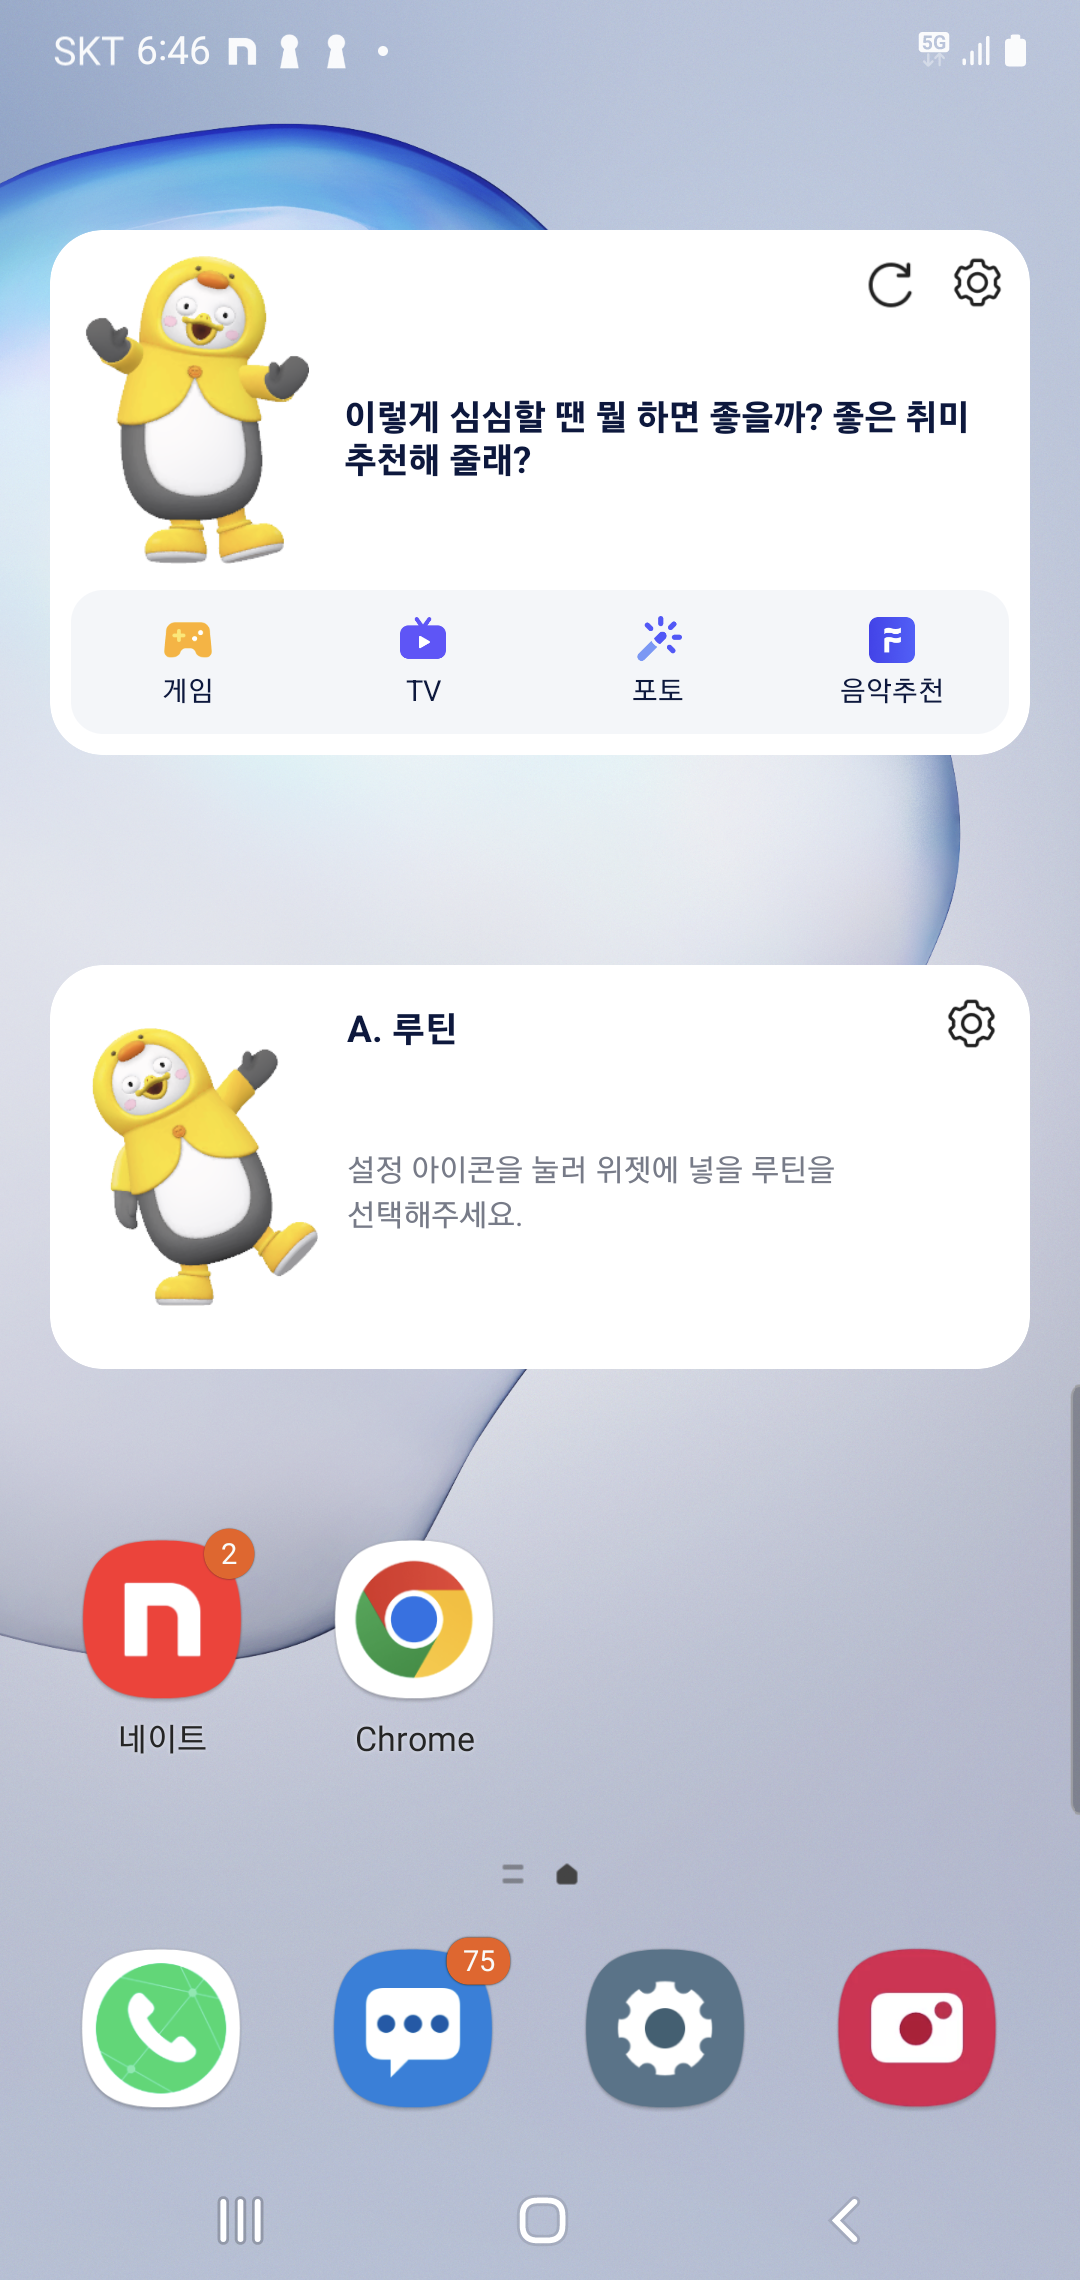 SKT 6:46
5G
이렇게 심심할 땐 뭘 하면 좋을까? 좋은 취미
추천해 줄래?
게임 TV 포토 음악추천
A. 루틴
설정 아이콘을 눌러 위젯에 넣을 루틴을
선택해주세요.
2
네이트 Chrome
75